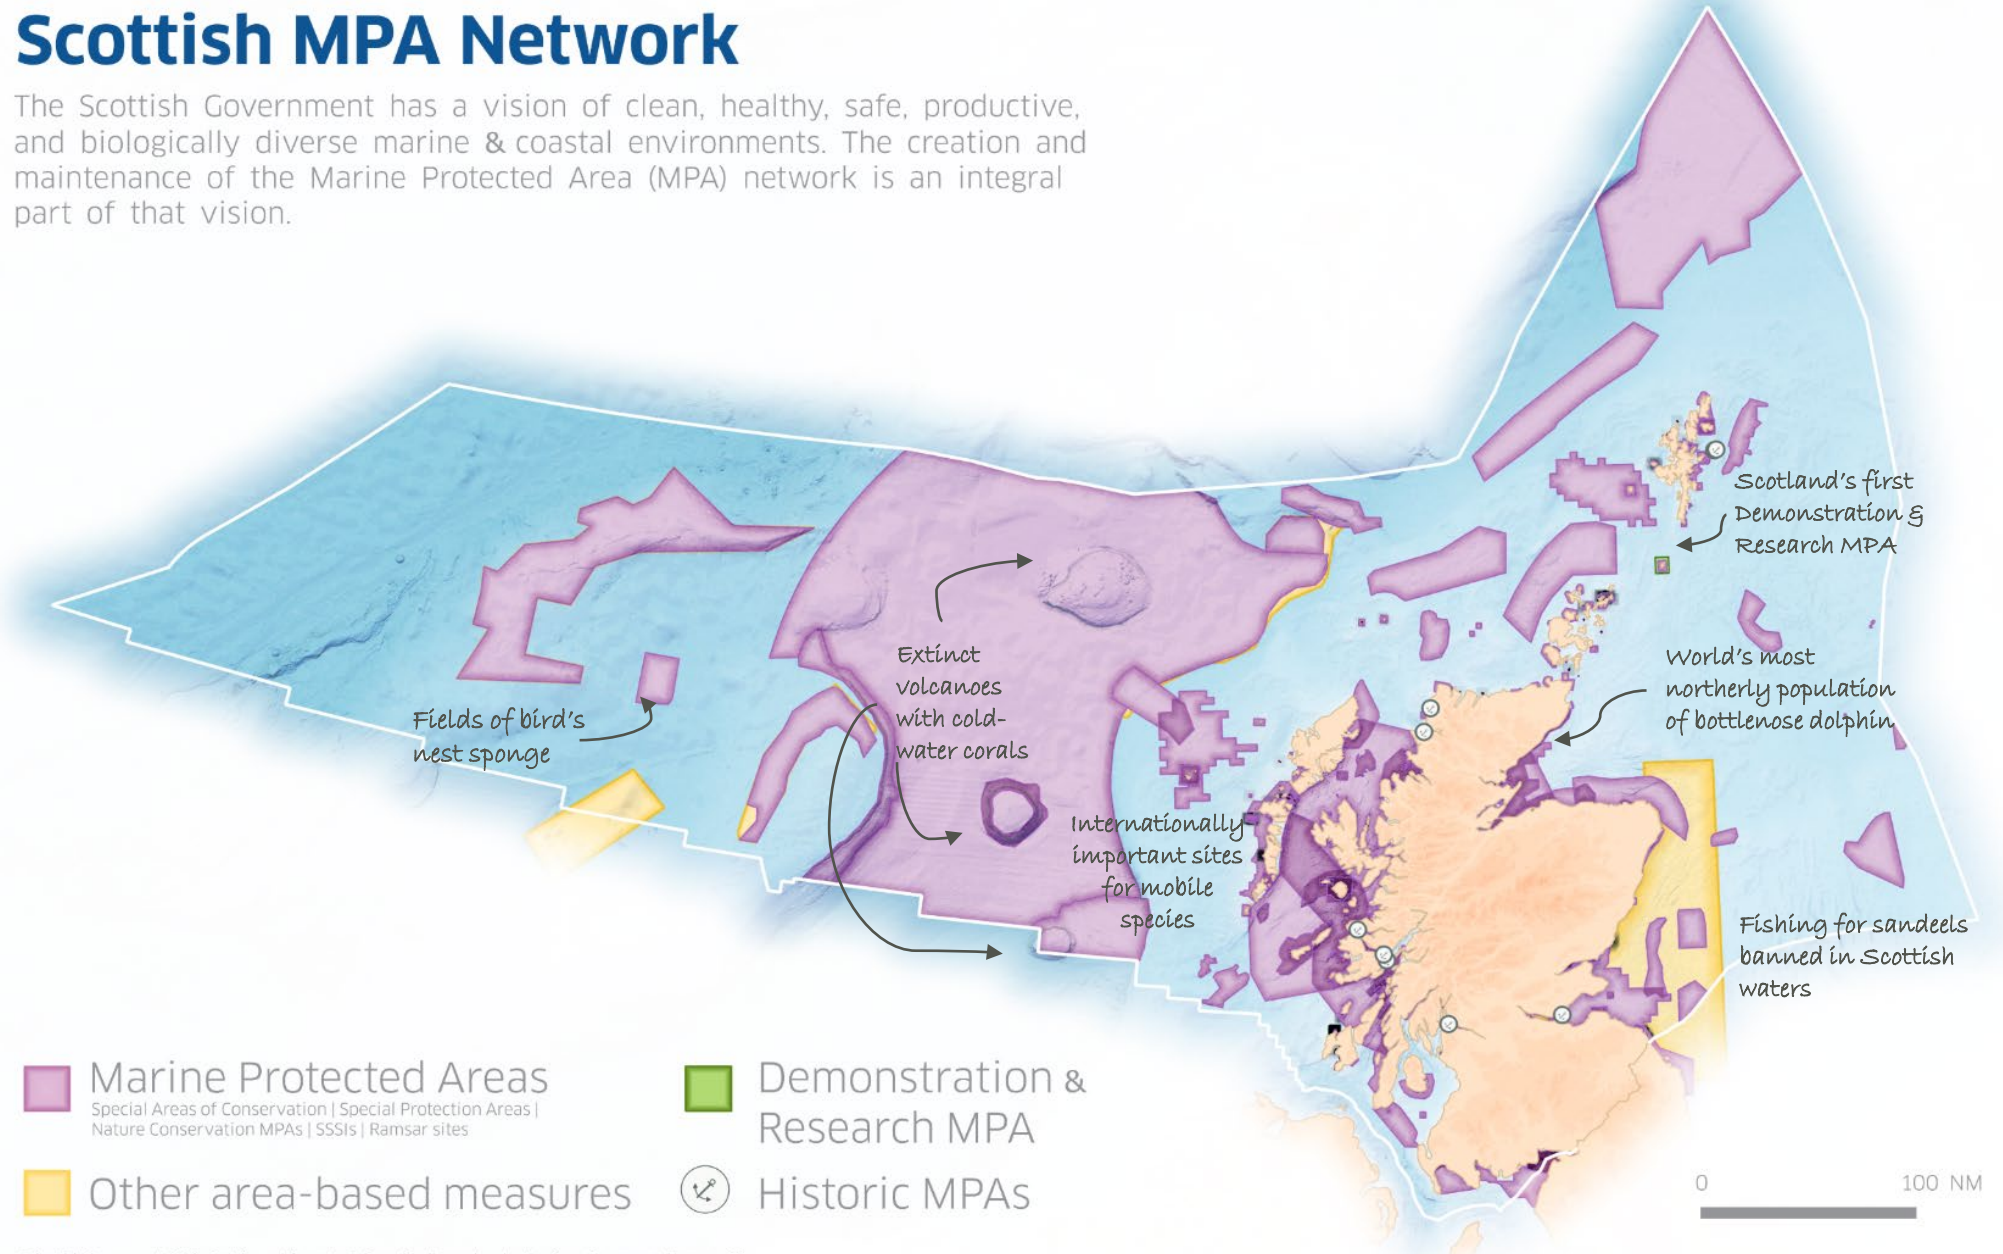 Scottish MPA Network
The Scottish Government has a vision of clean, healthy, safe, productive,
and biologically diverse marine & coastal environments. The creation and
maintenance of the Marine Protected Area (MPA) network is an integral
part of that vision.
Scotland's first
Demonstration &
Research MPA
Extinct
volcanoes
with cold-
water corals
World's most
northerly population
of bottlenose dolphin
Fields of bird's
nest sponge
Internationally
important sites
for mobile
species
Fishing for sandeels
banned in Scottish
waters
Marine Protected Areas
Special Areas of Conservation | Special Protection Areas |
Nature Conservation MPAs | SSSIs | Ramsar sites
Demonstration &
Research MPA
Other area-based measures
Historic MPAs
0 100 NM